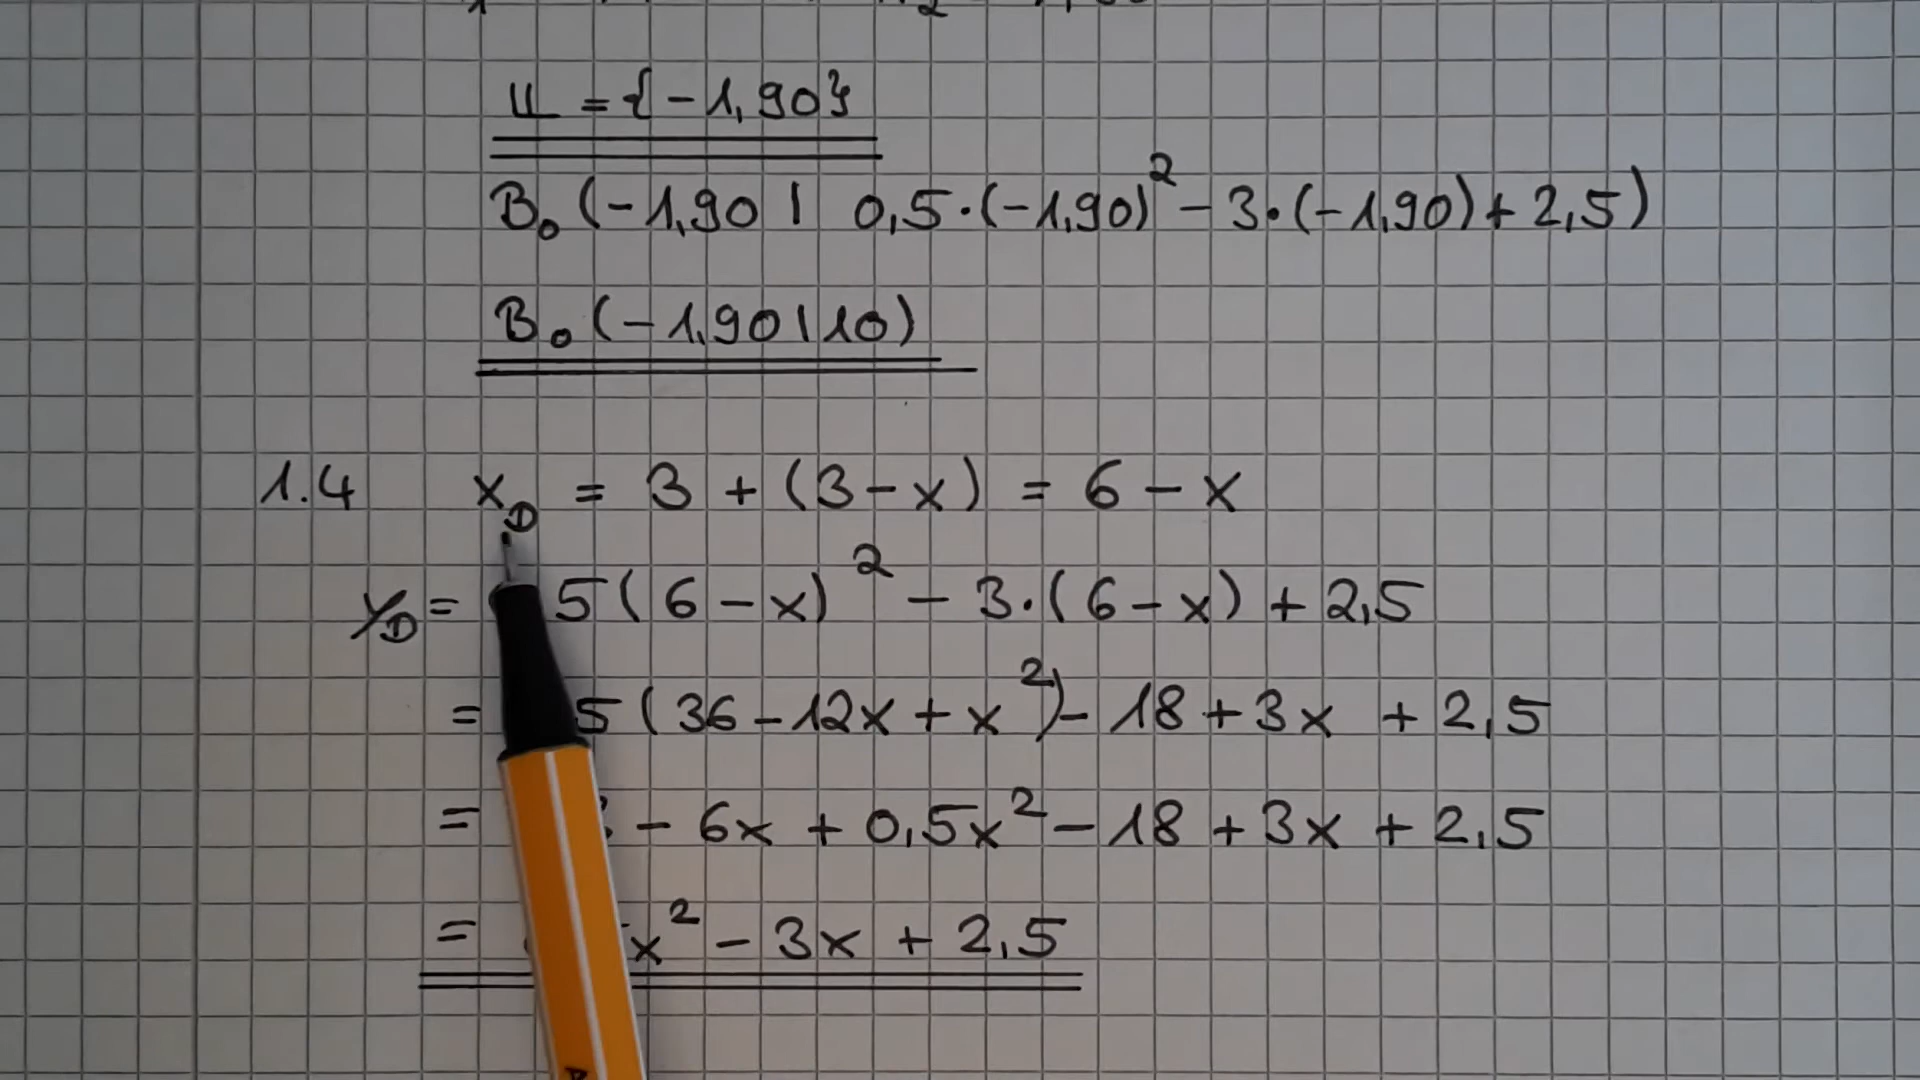 𝕃 = {-1,90}
B₀ (-1,90 | 0,5·(-1,90)² - 3·(-1,90) + 2,5)
B₀ (-1,90 | 10)
1.4 x_D = 3 + (3 - x) = 6 - x
y_D = 5(6 - x)² - 3·(6 - x) + 2,5
= 5(36 - 12x + x²) - 18 + 3x + 2,5
= - 6x + 0,5x² - 18 + 3x + 2,5
= x² - 3x + 2,5